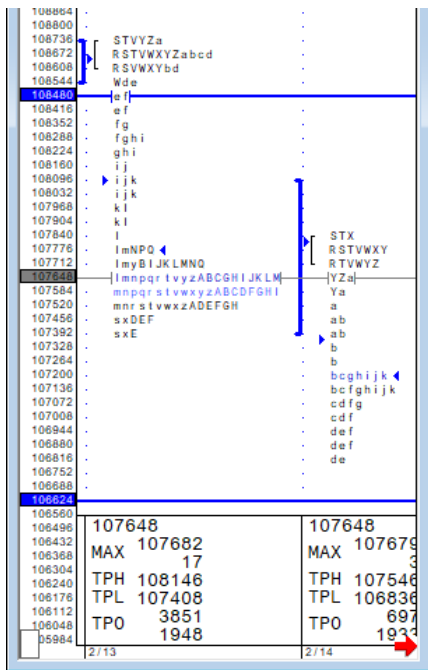 108864
108800
108736 STVYZa
108672 RSTVWXYZabcd
108608 RSVWXYbd
108544 Wde
108480 ef
108416 ef
108352 fg
108288 fghi
108224 ghi
108160 ij
108096 ijk
108032 ijk
107968 kl
107904 kl
107840 l STX
107776 lmNPQ RSTVWXY
107712 lmyBIJKLMNQ RTVWYZ
107648 lmnpqrtvyzABCGHIJKLM YZa
107584 mnpqrstvwxyzABCDFGHI Ya
107520 mnrstvwxzADEFGH a
107456 sxDEF ab
107392 sxE ab
107328 b
107264 b
107200 bcghijk
107136 bcfghijk
107072 cdfg
107008 cdf
106944 def
106880 def
106816 de
106752
106688
106624
106560
106496
106432
106368
106304
106240
106176
106112
106048
05984
107648
MAX 107682
17
TPH 108146
TPL 107408
TPO 3851
1948
2/13
107648
MAX 107679
3
TPH 107546
TPL 106836
TPO 697
2/14